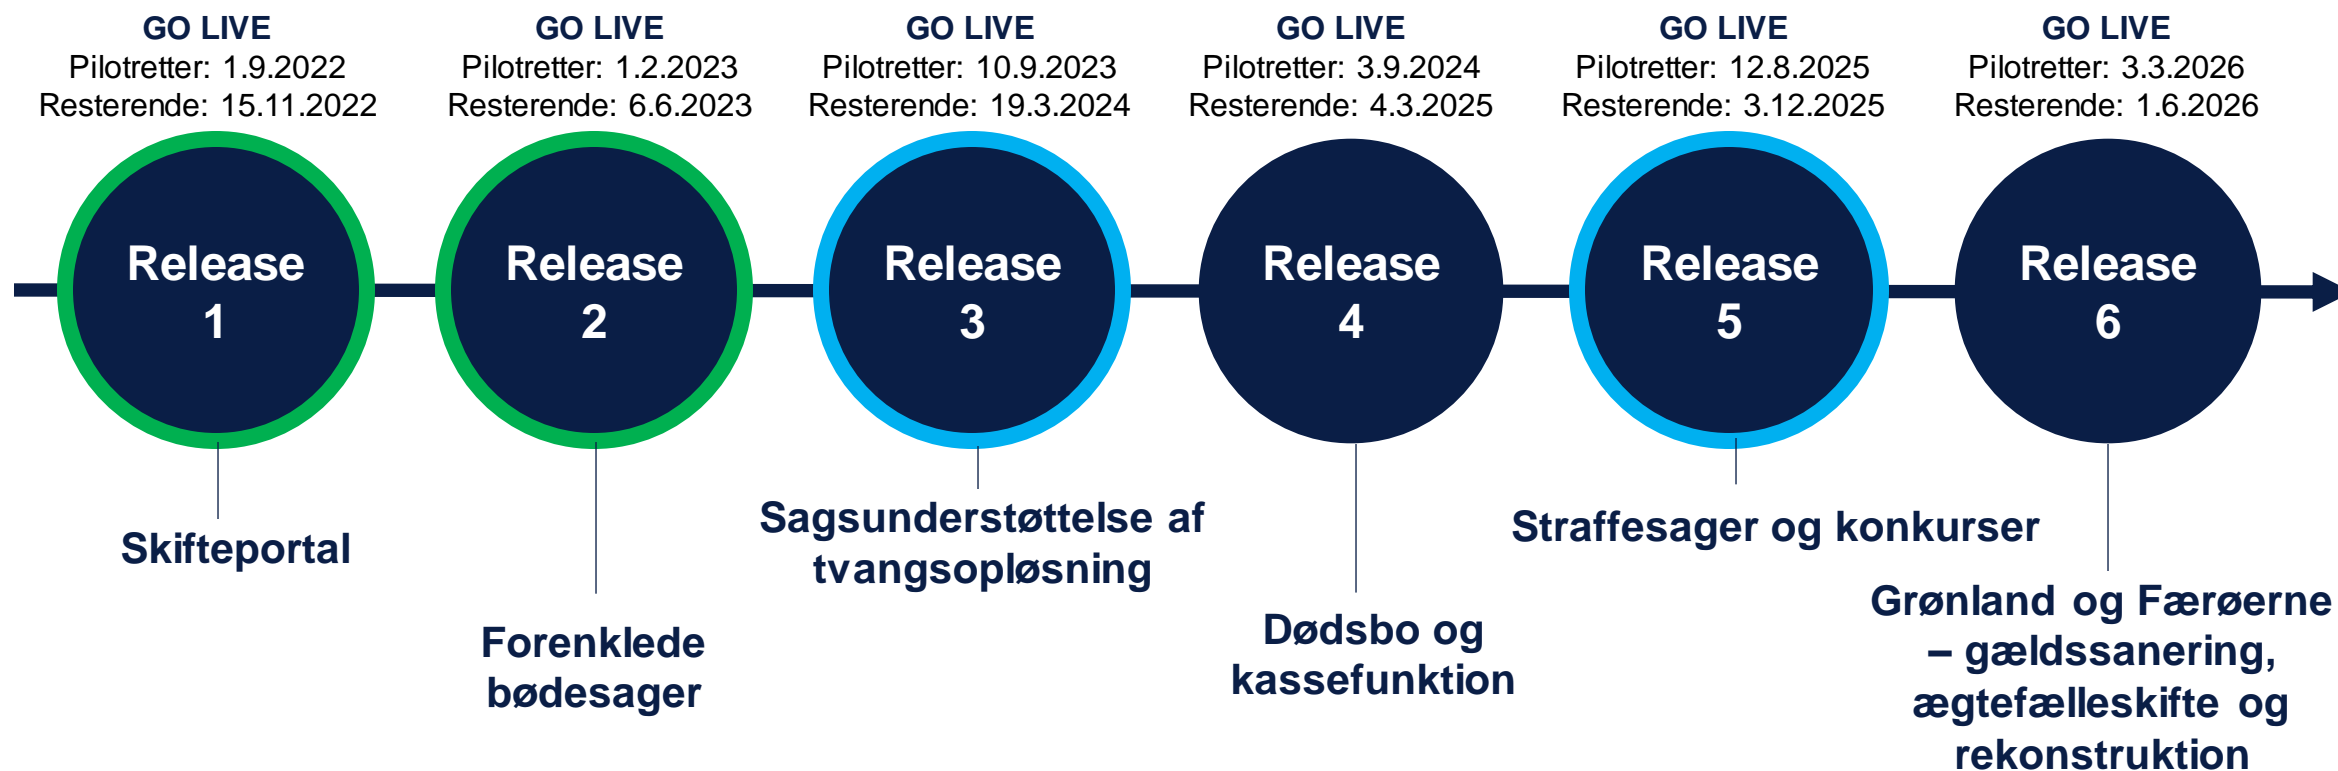 GO LIVE
Pilotretter: 1.9.2022
Resterende: 15.11.2022
GO LIVE
Pilotretter: 1.2.2023
Resterende: 6.6.2023
GO LIVE
Pilotretter: 10.9.2023
Resterende: 19.3.2024
GO LIVE
Pilotretter: 3.9.2024
Resterende: 4.3.2025
GO LIVE
Pilotretter: 12.8.2025
Resterende: 3.12.2025
GO LIVE
Pilotretter: 3.3.2026
Resterende: 1.6.2026
Release
1
Release
2
Release
3
Release
4
Release
5
Release
6
Skifteportal
Forenklede
bødesager
Sagsunderstøttelse af
tvangsopløsning
Dødsbo og
kassefunktion
Straffesager og konkurser
Grønland og Færøerne
– gældssanering,
ægtefælleskifte og
rekonstruktion